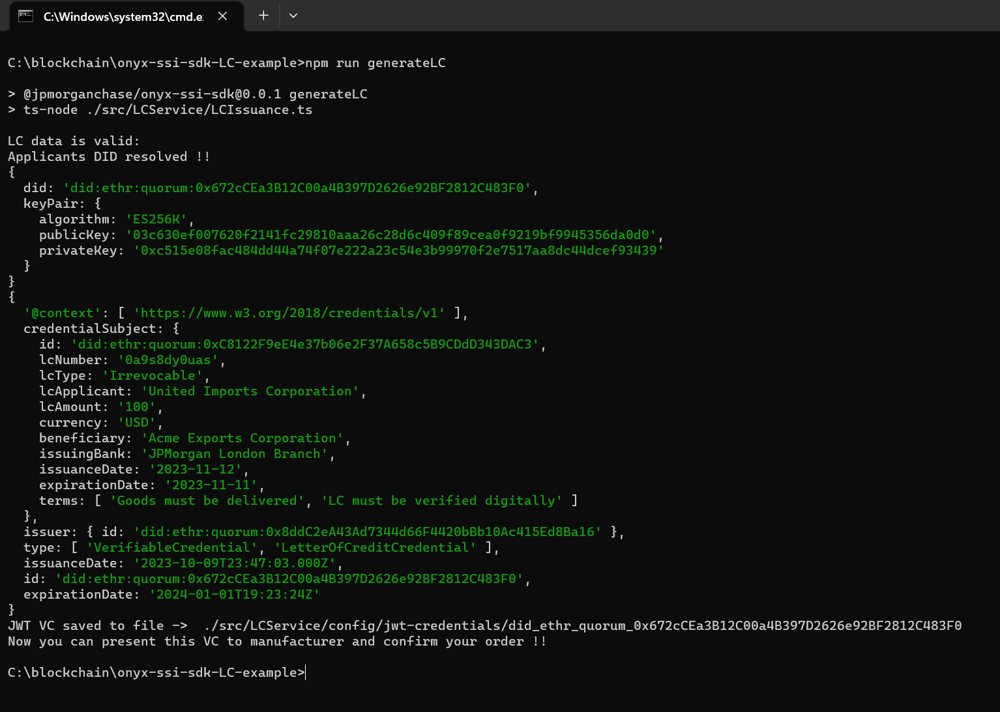 C:\Windows\system32\cmd.e
C:\blockchain\onyx-ssi-sdk-LC-example>npm run generateLC
> @jpmorganchase/onyx-ssi-sdk@0.0.1 generateLC
> ts-node ./src/LCService/LCIssuance.ts
LC data is valid:
Applicants DID resolved !!
{
  did: 'did:ethr:quorum:0x672cCEa3B12C00a4B397D2626e92BF2812C483F0',
  keyPair: {
    algorithm: 'ES256K',
    publicKey: '03c630ef007620f2141fc29810aaa26c28d6c409f89cea0f9219bf9945356da0d0',
    privateKey: '0xc515e08fac484dd44a74f07e222a23c54e3b99970f2e7517aa8dc44dcef93439'
  }
}
{
  '@context': [ 'https://www.w3.org/2018/credentials/v1' ],
  credentialSubject: {
    id: 'did:ethr:quorum:0xC8122F9eE4e37b06e2F37A658c5B9CDdD343DAC3',
    lcNumber: '0a9s8dy0uas',
    lcType: 'Irrevocable',
    lcApplicant: 'United Imports Corporation',
    lcAmount: '100',
    currency: 'USD',
    beneficiary: 'Acme Exports Corporation',
    issuingBank: 'JPMorgan London Branch',
    issuanceDate: '2023-11-12',
    expirationDate: '2023-11-11',
    terms: [ 'Goods must be delivered', 'LC must be verified digitally' ]
  },
  issuer: { id: 'did:ethr:quorum:0x8ddC2eA43Ad7344d66F4420bBb10Ac415Ed8Ba16' },
  type: [ 'VerifiableCredential', 'LetterOfCreditCredential' ],
  issuanceDate: '2023-10-09T23:47:03.000Z',
  id: 'did:ethr:quorum:0x672cCEa3B12C00a4B397D2626e92BF2812C483F0',
  expirationDate: '2024-01-01T19:23:24Z'
}
JWT VC saved to file ->  ./src/LCService/config/jwt-credentials/did_ethr_quorum_0x672cCEa3B12C00a4B397D2626e92BF2812C483F0
Now you can present this VC to manufacturer and confirm your order !!
C:\blockchain\onyx-ssi-sdk-LC-example>